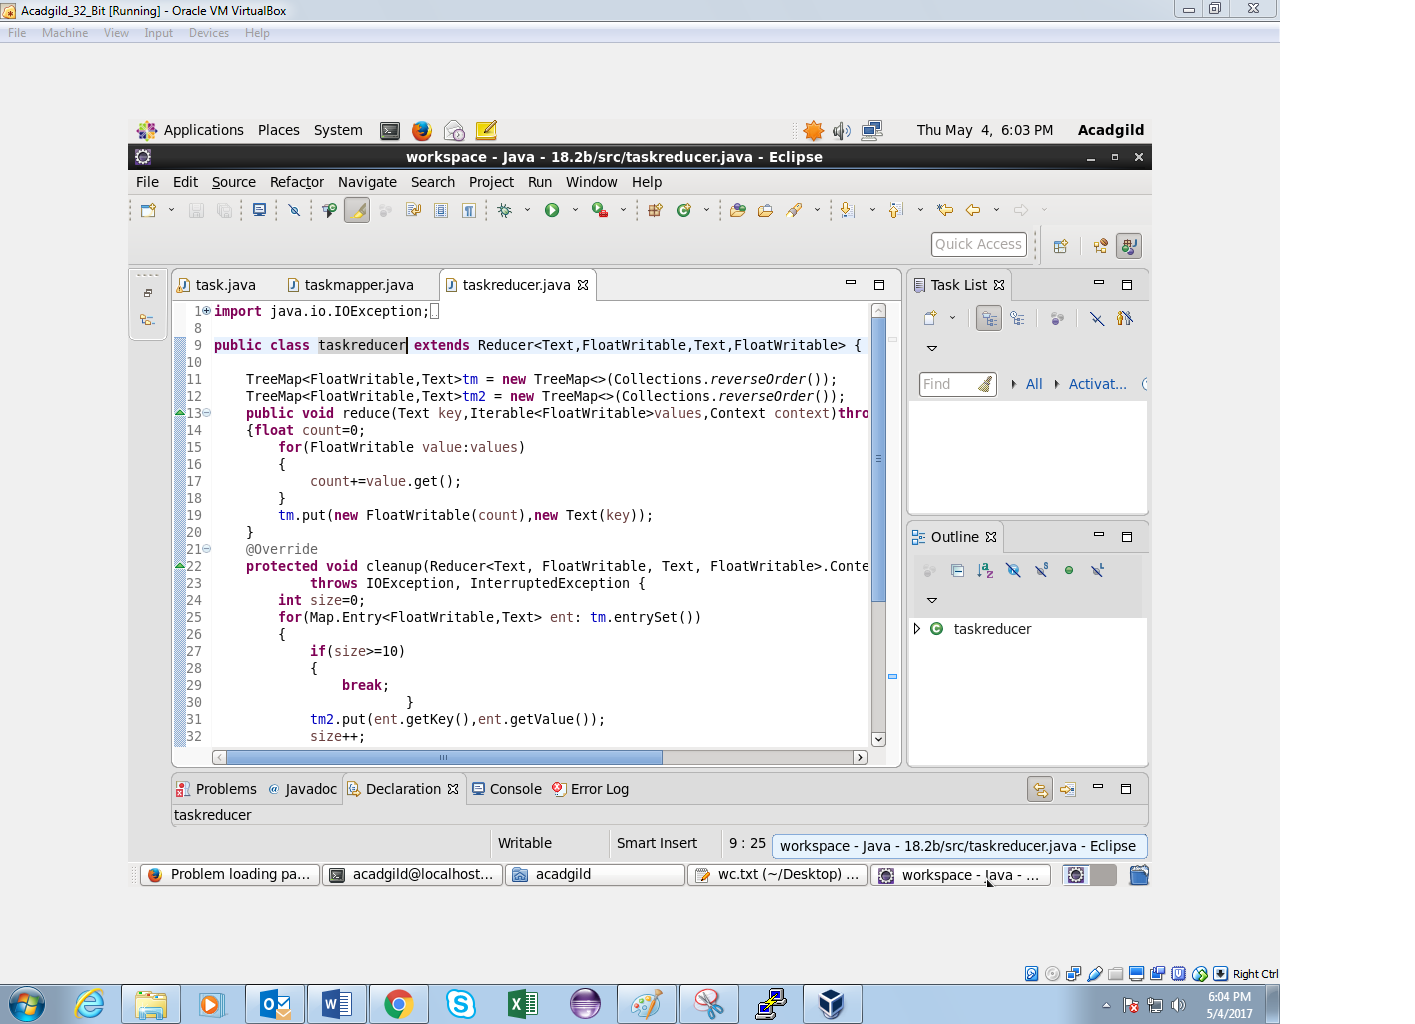 Acadgild_32_Bit [Running] - Oracle VM VirtualBox
File Machine View Input Devices Help
Applications Places System Thu May 4, 6:03 PM Acadgild
workspace - Java - 18.2b/src/taskreducer.java - Eclipse
File Edit Source Refactor Navigate Search Project Run Window Help
Quick Access
task.java taskmapper.java taskreducer.java Task List
1 import java.io.IOException;
8
9 public class taskreducer extends Reducer<Text,FloatWritable,Text,FloatWritable> {
10
11 TreeMap<FloatWritable,Text>tm = new TreeMap<>(Collections.reverseOrder());
12 TreeMap<FloatWritable,Text>tm2 = new TreeMap<>(Collections.reverseOrder());
13 public void reduce(Text key,Iterable<FloatWritable>values,Context context)thro
14 {float count=0;
15 for(FloatWritable value:values)
16 {
17 count+=value.get();
18 }
19 tm.put(new FloatWritable(count),new Text(key));
20 }
21 @Override
22 protected void cleanup(Reducer<Text, FloatWritable, Text, FloatWritable>.Conte
23 throws IOException, InterruptedException {
24 int size=0;
25 for(Map.Entry<FloatWritable,Text> ent: tm.entrySet())
26 {
27 if(size>=10)
28 {
29 break;
30 }
31 tm2.put(ent.getKey(),ent.getValue());
32 size++;
Find All Activat...
Outline
taskreducer
Problems Javadoc Declaration Console Error Log
taskreducer
Writable Smart Insert 9 : 25
workspace - Java - 18.2b/src/taskreducer.java - Eclipse
Problem loading pa... acadgild@localhost... acadgild wc.txt (~/Desktop) ... workspace - Java - ...
Right Ctrl
6:04 PM
5/4/2017